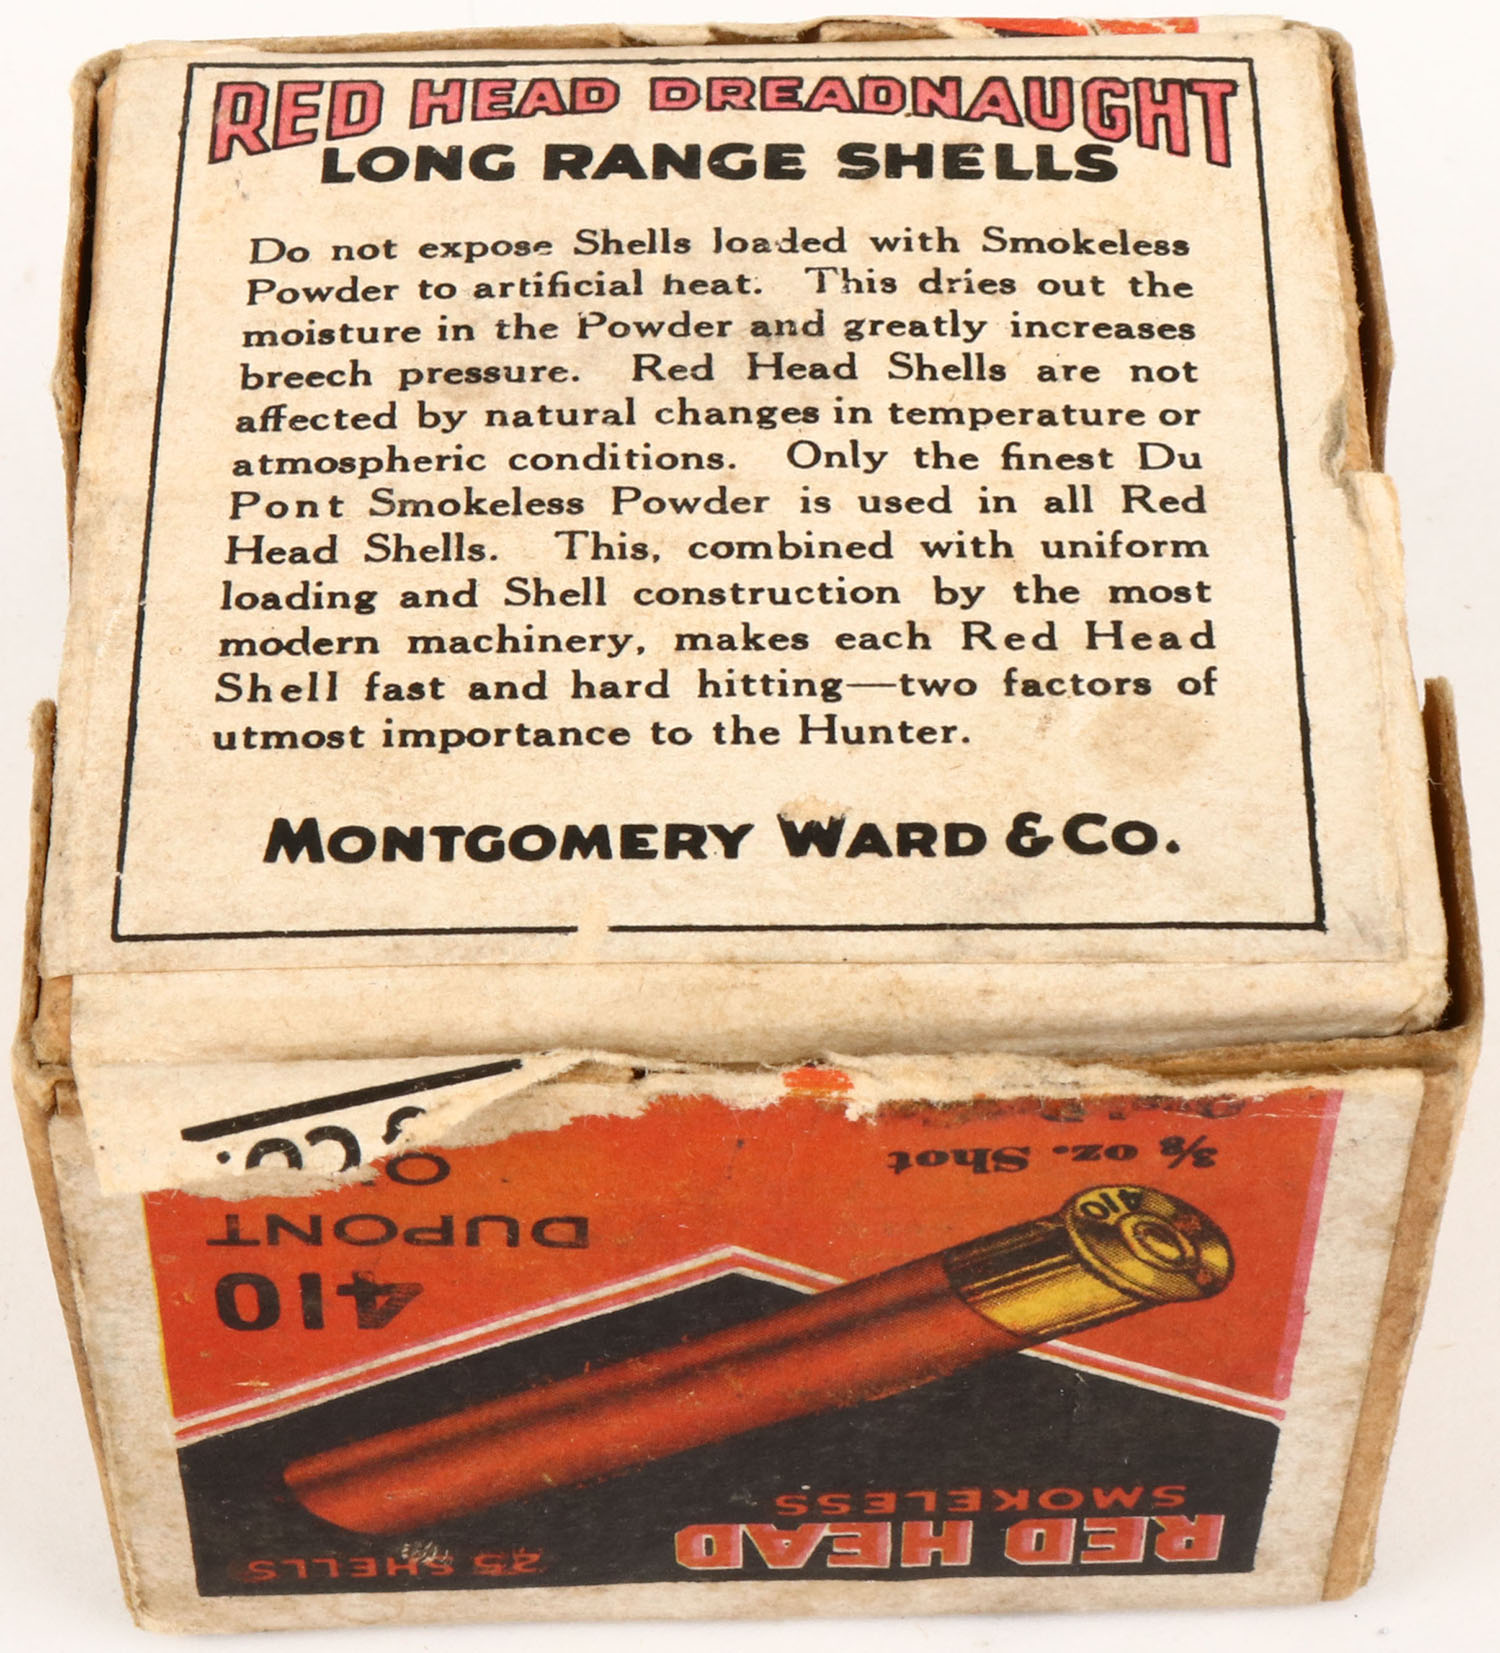 RED HEAD DREADNAUGHT
LONG RANGE SHELLS
Do not expose Shells loaded with Smokeless
Powder to artificial heat. This dries out the
moisture in the Powder and greatly increases
breech pressure. Red Head Shells are not
affected by natural changes in temperature or
atmospheric conditions. Only the finest Du
Pont Smokeless Powder is used in all Red
Head Shells. This, combined with uniform
loading and Shell construction by the most
modern machinery, makes each Red Head
Shell fast and hard hitting—two factors of
utmost importance to the Hunter.
MONTGOMERY WARD & CO.
& CO.
25 SHELLS
RED HEAD
SMOKELESS
410
410
DUPONT
3/8 oz. Shot